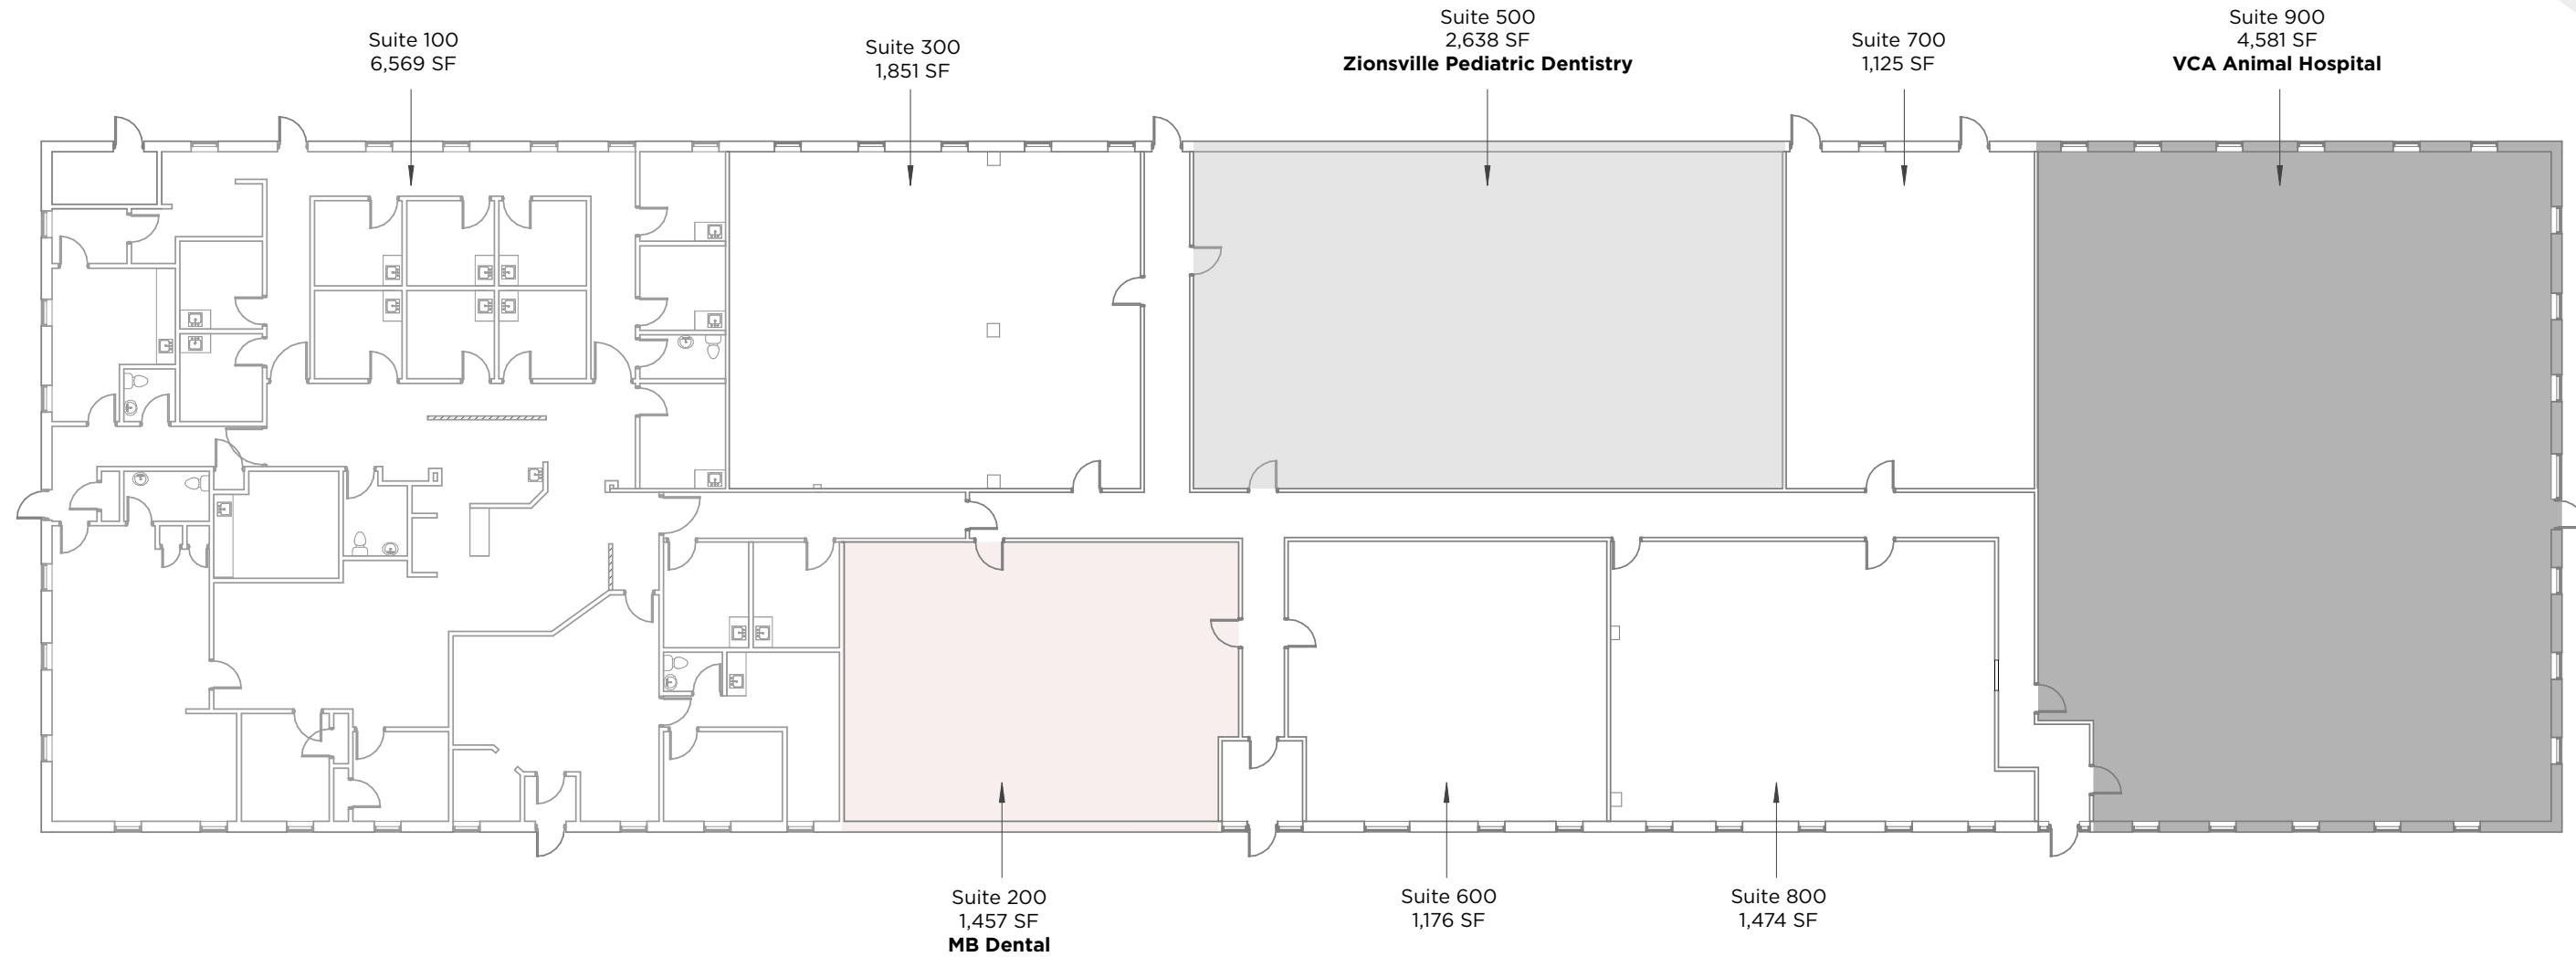 Suite 100
6,569 SF
Suite 300
1,851 SF
Suite 500
2,638 SF
Zionsville Pediatric Dentistry
Suite 700
1,125 SF
Suite 900
4,581 SF
VCA Animal Hospital
Suite 200
1,457 SF
MB Dental
Suite 600
1,176 SF
Suite 800
1,474 SF